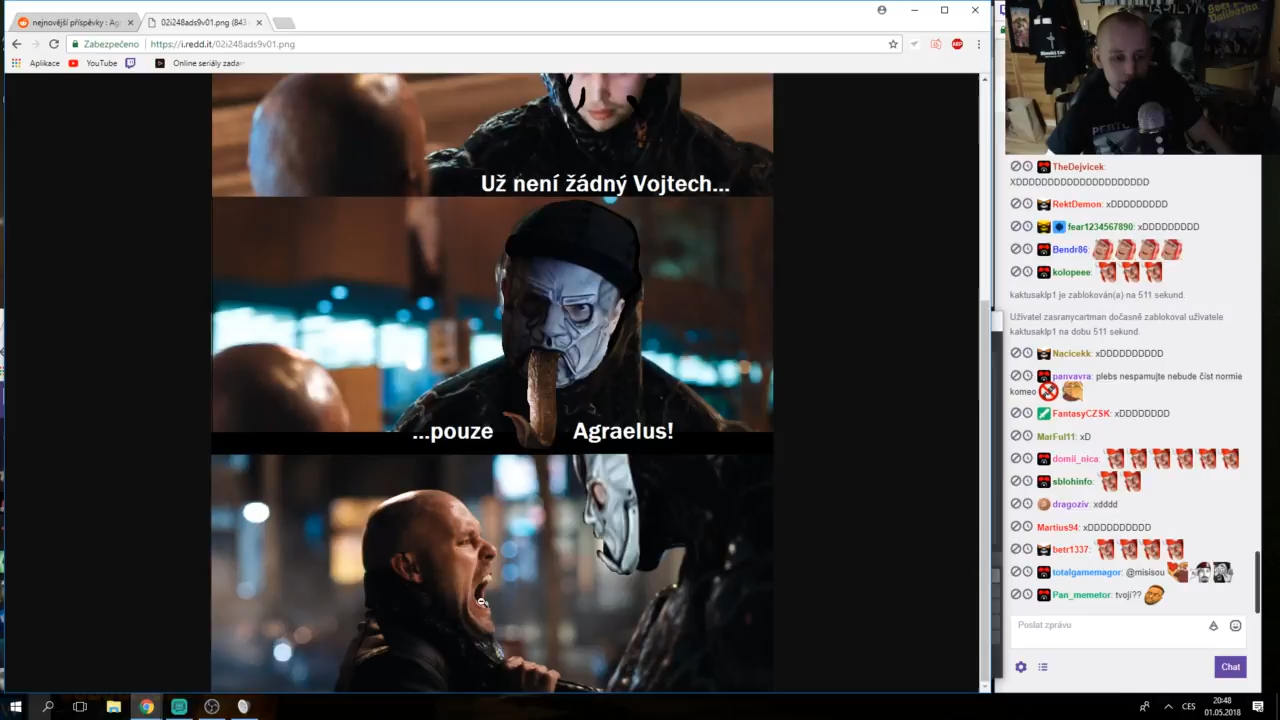 nejnovější příspěvky : Ag
02i248ads9v01.png (843
Zabezpečeno
https://i.redd.it/02i248ads9v01.png
ABP
Aplikace
YouTube
Online seriály zadar
Už není žádný Vojtech...
...pouze
Agraelus!
TheDejvicek:
XDDDDDDDDDDDDDDDDDDDDD
RektDemon: xDDDDDDDDD
fear1234567890: xDDDDDDDDD
Bendr86:
kolopeee:
kaktusaklp1 je zablokován(a) na 511 sekund.
Uživatel zasranycartman dočasně zablokoval uživatele
kaktusaklp1 na dobu 511 sekund.
Nacicekk: xDDDDDDDDDD
panvavra: plebs nespamujte nebude číst normie
komeo
FantasyCZSK: xDDDDDDDD
MarFul11: xD
domii_nica:
sblohinfo:
dragoziv: xdddd
Martius94: xDDDDDDDDDD
betr1337:
totalgamemagor: @misisou
Pan_memetor: tvoji??
Poslat zprávu
Chat
CES
20:48
01.05.2018